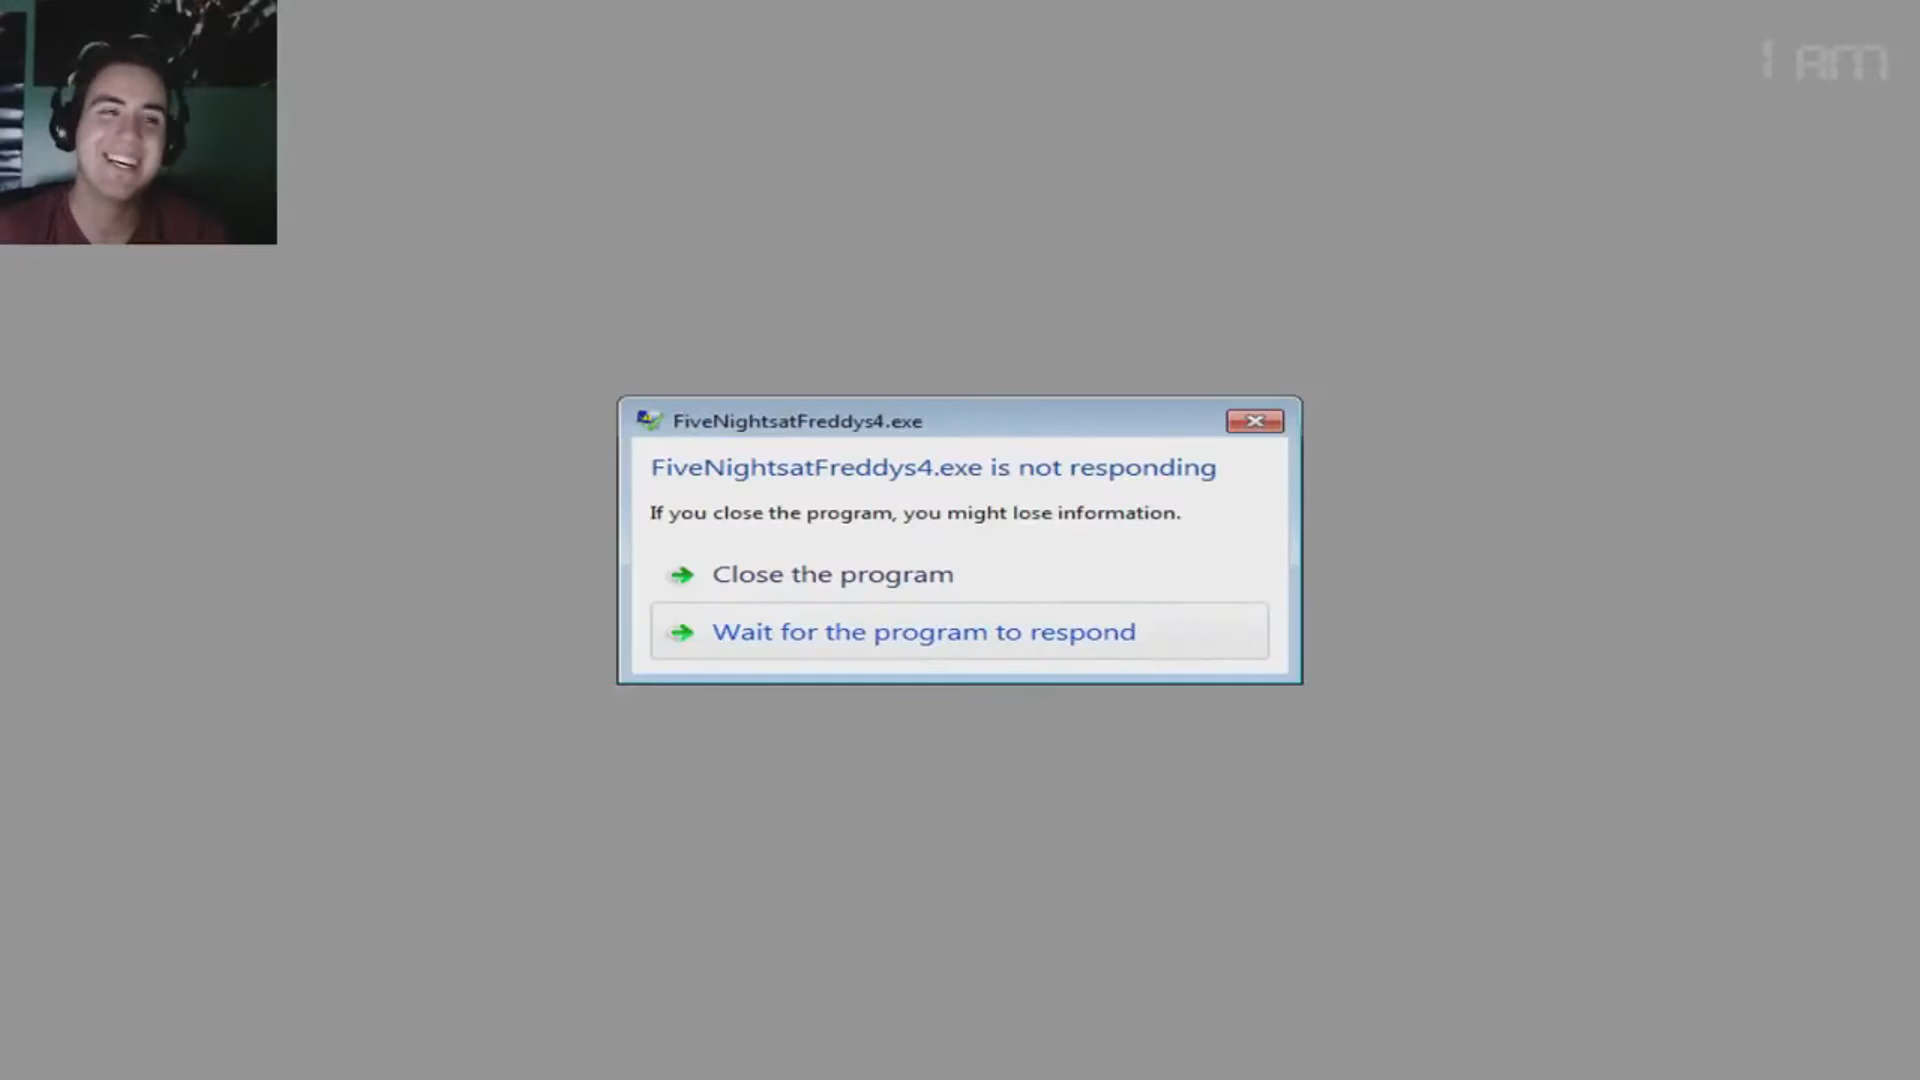 I AM
FiveNightsatFreddys4.exe
FiveNightsatFreddys4.exe is not responding
If you close the program, you might lose information.
Close the program
Wait for the program to respond